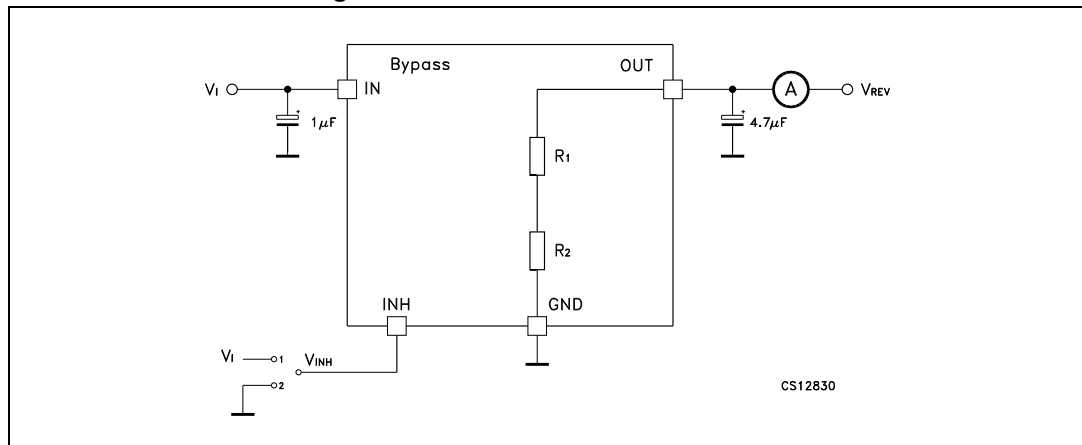 Bypass
OUT
VI
IN
A
VREV
1µF
4.7µF
R1
R2
INH
GND
VI
1
VINH
2
CS12830